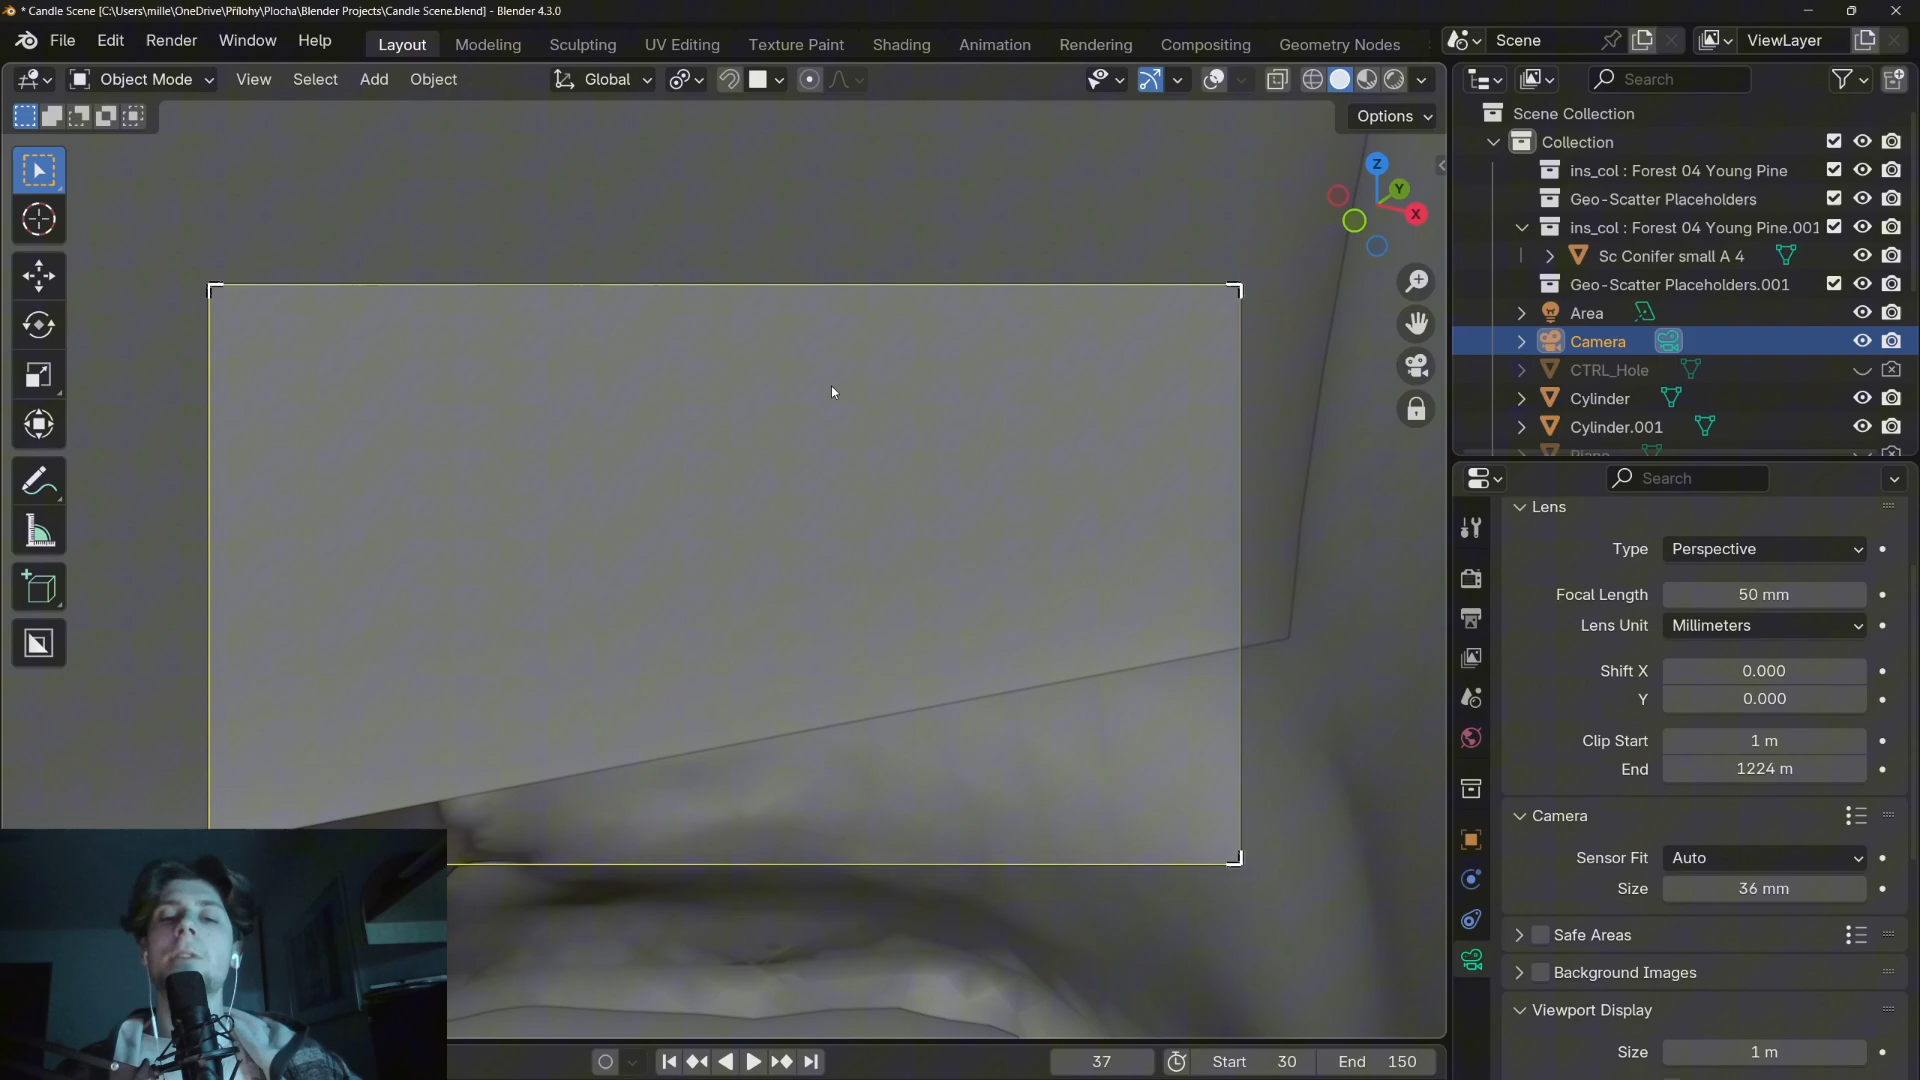 * Candle Scene [C:\Users\mille\OneDrive\Přílohy\Plocha\Blender Projects\Candle Scene.blend] - Blender 4.3.0
File Edit Render Window Help
Layout Modeling Sculpting UV Editing Texture Paint Shading Animation Rendering Compositing Geometry Nodes
Scene
ViewLayer
Object Mode View Select Add Object
Global
Search
Options
Z
Y
X
Scene Collection
Collection
ins_col : Forest 04 Young Pine
Geo-Scatter Placeholders
ins_col : Forest 04 Young Pine.001
Sc Conifer small A 4
Geo-Scatter Placeholders.001
Area
Camera
CTRL_Hole
Cylinder
Cylinder.001
Plane
Search
Lens
Type Perspective
Focal Length 50 mm
Lens Unit Millimeters
Shift X 0.000
Y 0.000
Clip Start 1 m
End 1224 m
Camera
Sensor Fit Auto
Size 36 mm
Safe Areas
Background Images
Viewport Display
Size 1 m
37
Start 30
End 150